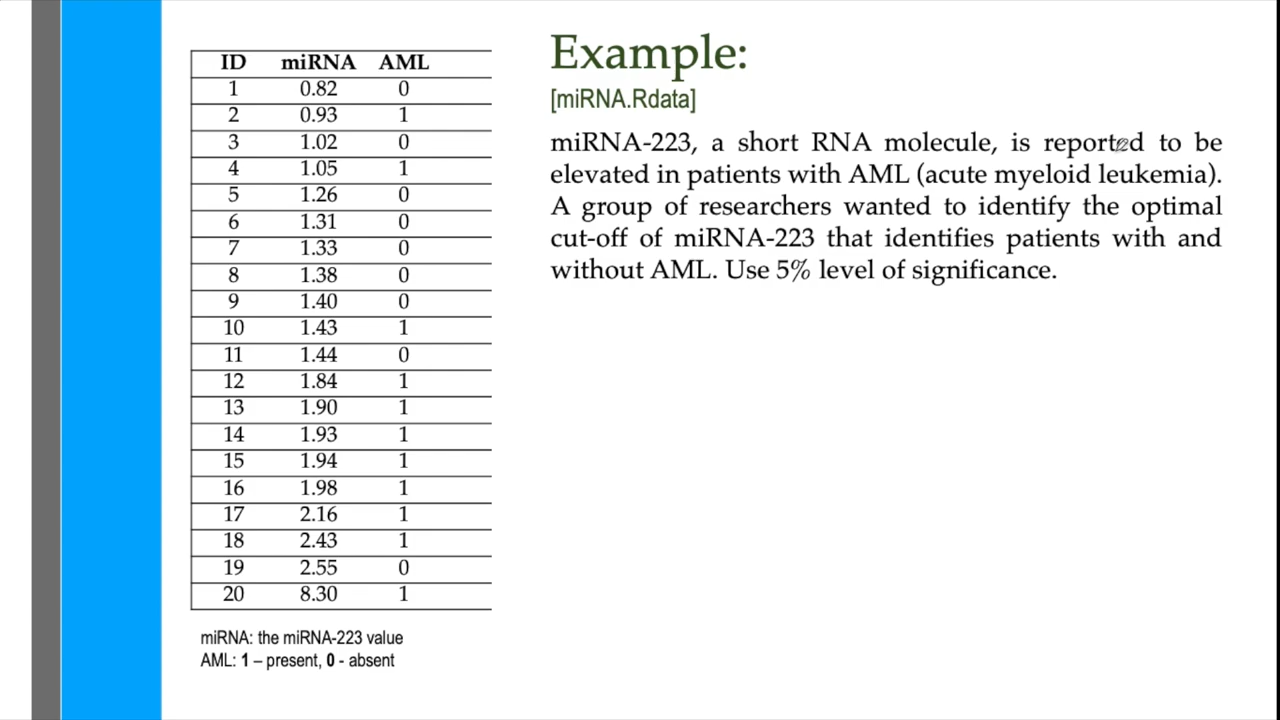 ID miRNA AML
1 0.82 0
2 0.93 1
3 1.02 0
4 1.05 1
5 1.26 0
6 1.31 0
7 1.33 0
8 1.38 0
9 1.40 0
10 1.43 1
11 1.44 0
12 1.84 1
13 1.90 1
14 1.93 1
15 1.94 1
16 1.98 1
17 2.16 1
18 2.43 1
19 2.55 0
20 8.30 1
miRNA: the miRNA-223 value
AML: 1 – present, 0 - absent
Example:
[miRNA.Rdata]
miRNA-223, a short RNA molecule, is reported to be
elevated in patients with AML (acute myeloid leukemia).
A group of researchers wanted to identify the optimal
cut-off of miRNA-223 that identifies patients with and
without AML. Use 5% level of significance.